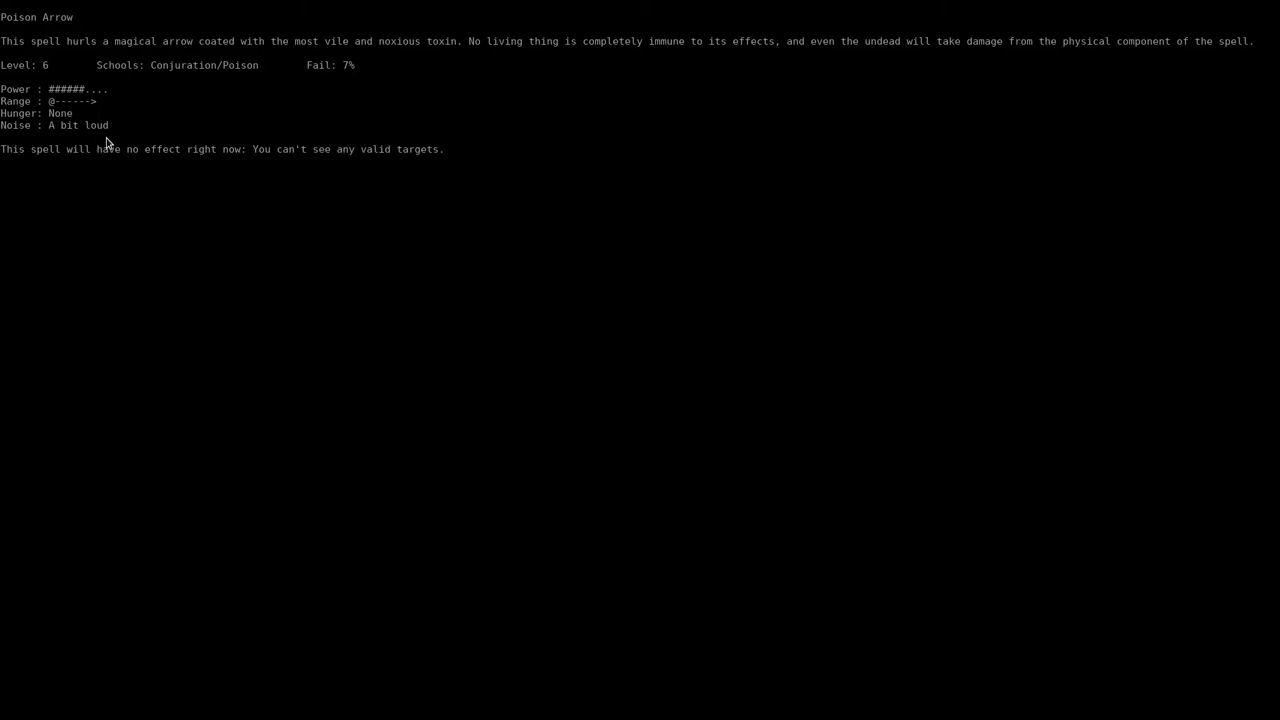 Poison Arrow
This spell hurls a magical arrow coated with the most vile and noxious toxin. No living thing is completely immune to its effects, and even the undead will take damage from the physical component of the spell.
Level: 6        Schools: Conjuration/Poison        Fail: 7%
Power : ######....
Range : @------>
Hunger: None
Noise : A bit loud
This spell will have no effect right now: You can't see any valid targets.